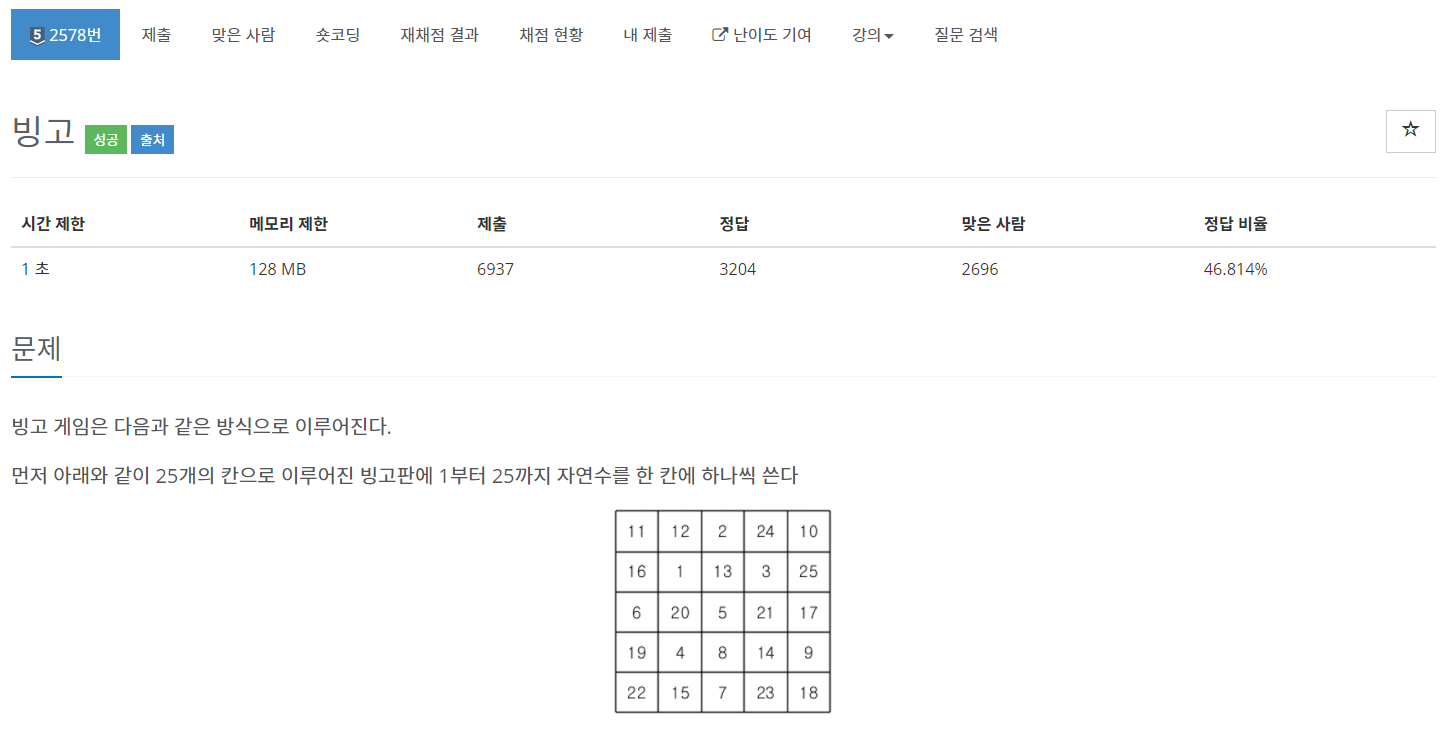 5 2578번 제출 맞은 사람 숏코딩 재채점 결과 채점 현황 내 제출 난이도 기여 강의 질문 검색
빙고 성공 출처
시간 제한 메모리 제한 제출 정답 맞은 사람 정답 비율
1 초 128 MB 6937 3204 2696 46.814%
문제
빙고 게임은 다음과 같은 방식으로 이루어진다.
먼저 아래와 같이 25개의 칸으로 이루어진 빙고판에 1부터 25까지 자연수를 한 칸에 하나씩 쓴다
11 12 2 24 10
16 1 13 3 25
6 20 5 21 17
19 4 8 14 9
22 15 7 23 18